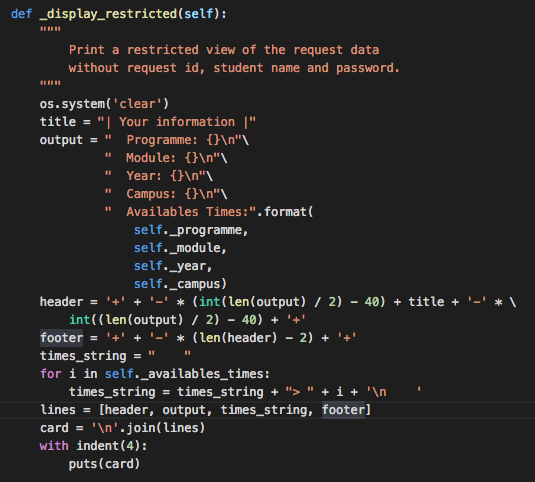 def _display_restricted(self):
    """
        Print a restricted view of the request data
        without request id, student name and password.
    """
    os.system('clear')
    title = "| Your information |"
    output = "  Programme: {}\n"\
             "  Module: {}\n"\
             "  Year: {}\n"\
             "  Campus: {}\n"\
             "  Availables Times:".format(
                 self._programme,
                 self._module,
                 self._year,
                 self._campus)
    header = '+' + '-' * (int(len(output) / 2) - 40) + title + '-' * \
        int((len(output) / 2) - 40) + '+'
    footer = '+' + '-' * (len(header) - 2) + '+'
    times_string = "    "
    for i in self._availables_times:
        times_string = times_string + "> " + i + '\n    '
    lines = [header, output, times_string, footer]
    card = '\n'.join(lines)
    with indent(4):
        puts(card)